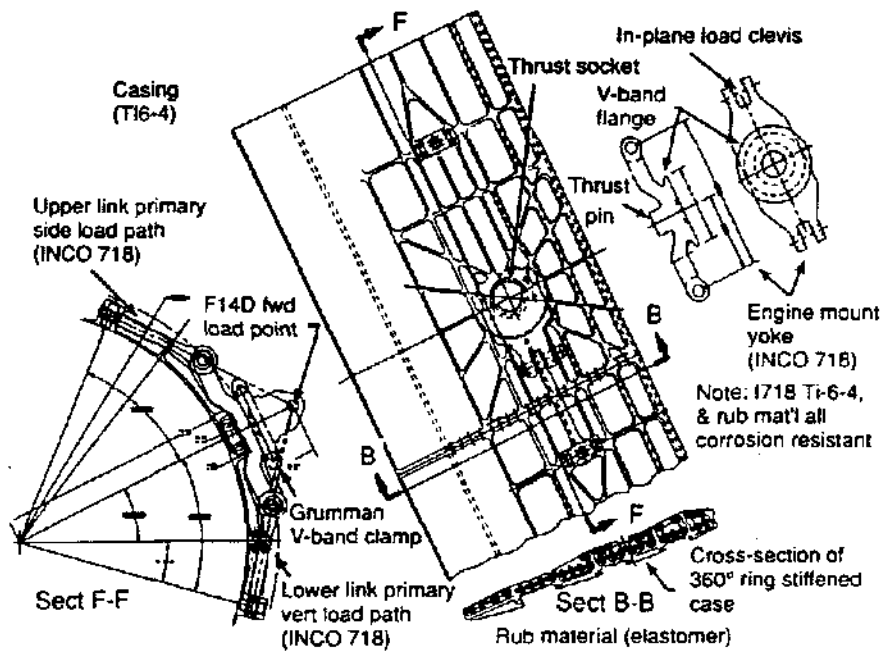 F
In-plane load clevis
Thrust socket
Casing
(TI6-4)
V-band
flange
Thrust
pin
Upper link primary
side load path
(INCO 718)
F14D fwd
load point
B
Engine mount
yoke
(INCO 718)
Note: I718 Ti-6-4,
& rub mat'l all
corrosion resistant
B
Grumman
V-band clamp
F
Cross-section of
360° ring stiffened
case
Sect F-F
Lower link primary
vert load path
(INCO 718)
Sect B-B
Rub material (elastomer)